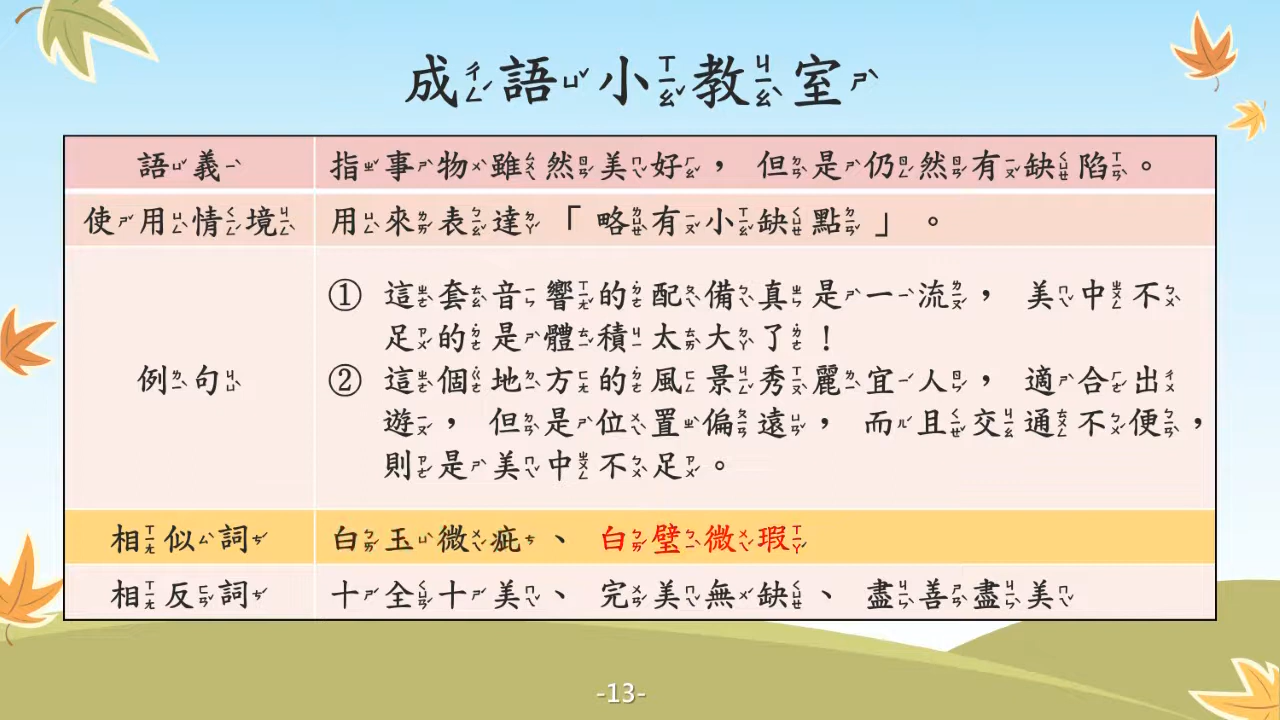 成語小教室
語義 指事物雖然美好，但是仍然有缺陷。
使用情境 用來表達「略有小缺點」。
例句
① 這套音響的配備真是一流，美中不
足的是體積太大了！
② 這個地方的風景秀麗宜人，適合出
遊，但是位置偏遠，而且交通不便，
則是美中不足。
相似詞 白玉微疵、白璧微瑕
相反詞 十全十美、完美無缺、盡善盡美
-13-